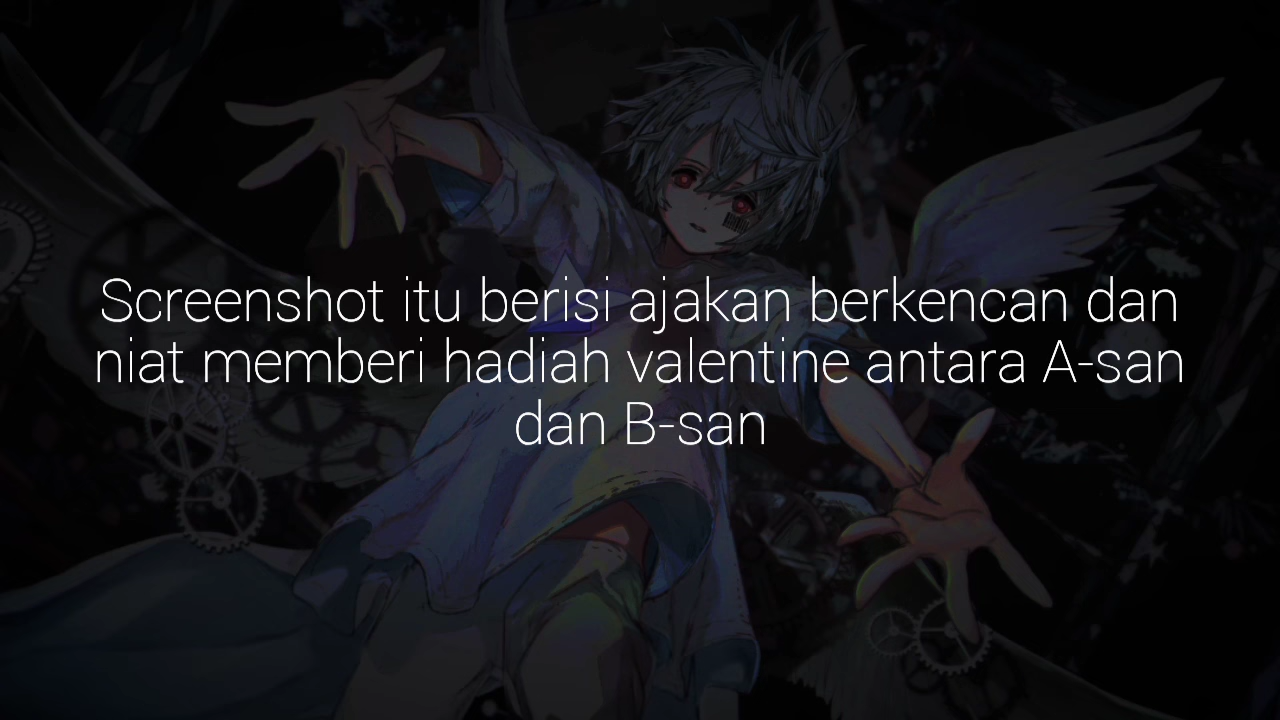 Screenshot itu berisi ajakan berkencan dan
niat memberi hadiah valentine antara A-san
dan B-san